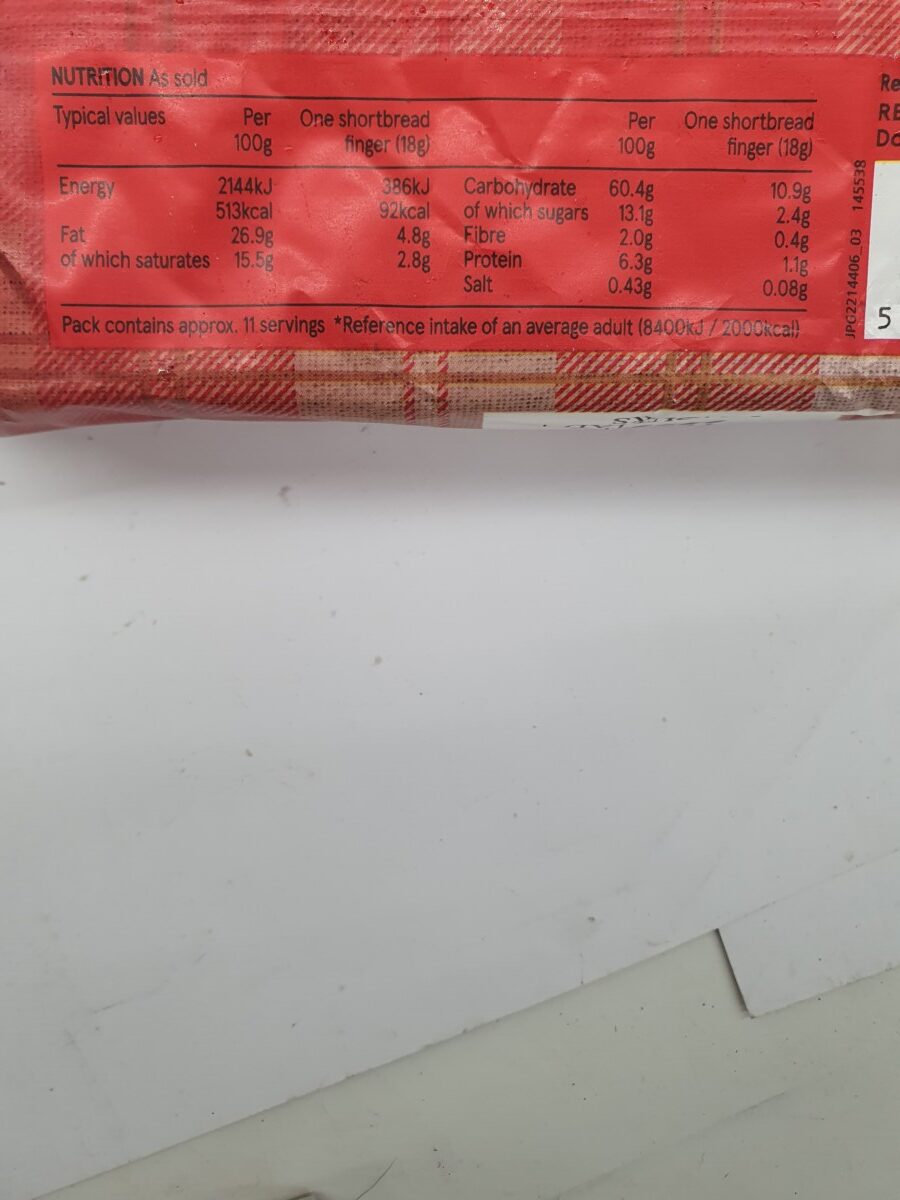 NUTRITION As sold
Typical values Per 100g One shortbread finger (18g) Per 100g One shortbread finger (18g)
Energy 2144kJ 386kJ Carbohydrate 60.4g 10.9g
513kcal 92kcal of which sugars 13.1g 2.4g
Fat 26.9g 4.8g Fibre 2.0g 0.4g
of which saturates 15.5g 2.8g Protein 6.3g 1.1g
Salt 0.43g 0.08g
Pack contains approx. 11 servings *Reference intake of an average adult (8400kJ / 2000kcal)
JPG2214406_03 145538
Re
RE
Do
5